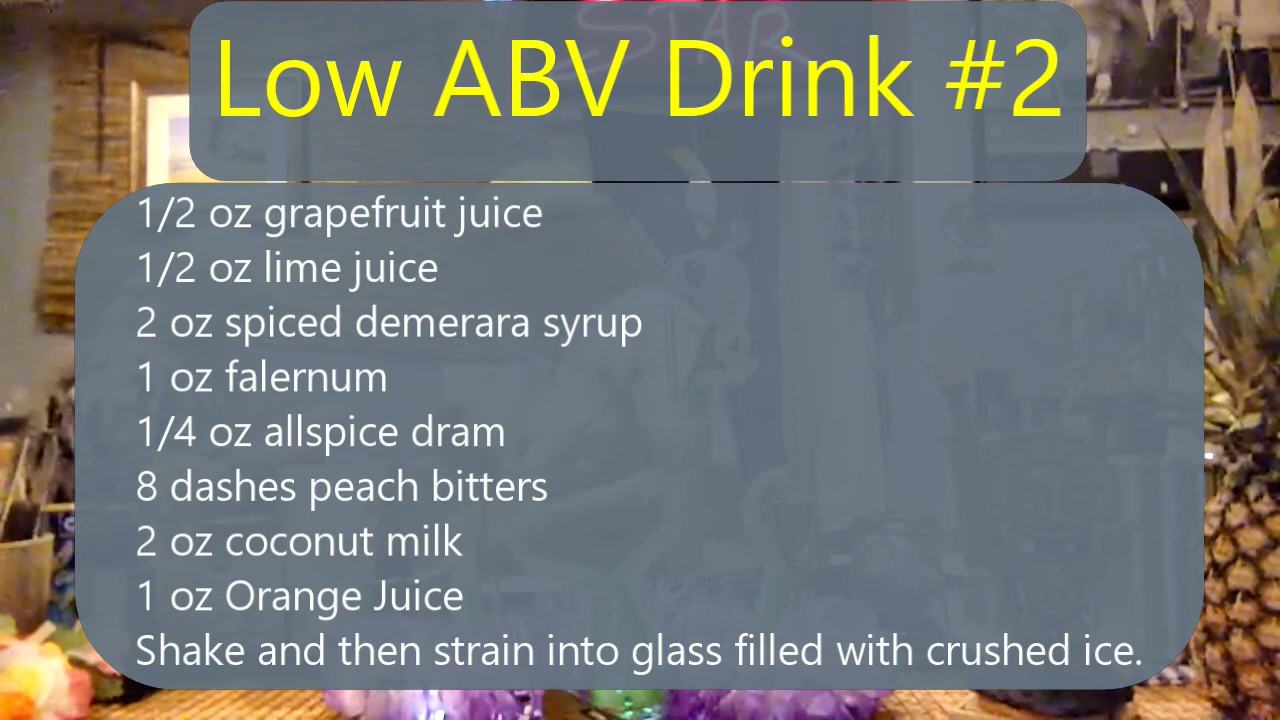 STAR
Low ABV Drink #2
1/2 oz grapefruit juice
1/2 oz lime juice
2 oz spiced demerara syrup
1 oz falernum
1/4 oz allspice dram
8 dashes peach bitters
2 oz coconut milk
1 oz Orange Juice
Shake and then strain into glass filled with crushed ice.